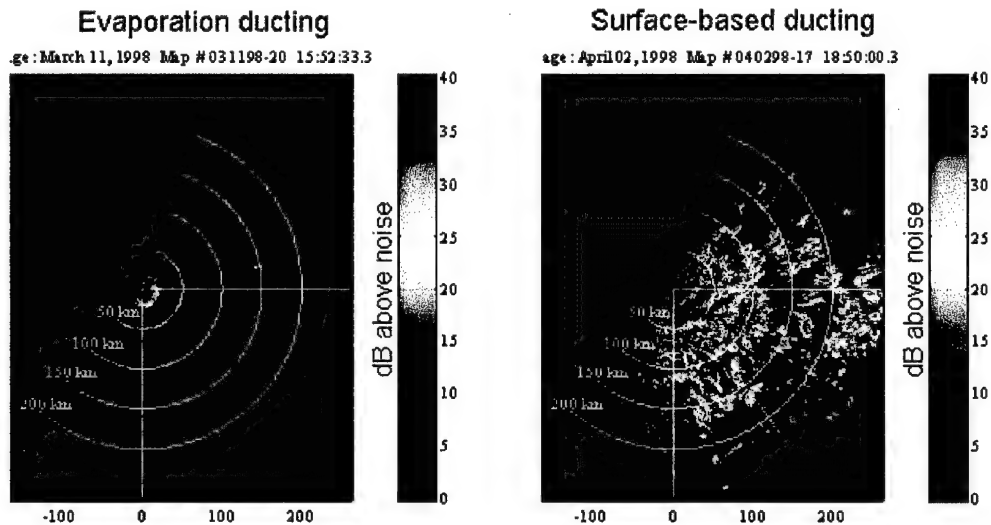 Evaporation ducting
.ge : March 11, 1998 Map # 031198-20 15:52:33.3
40
35
30
25
20
15
10
5
0
dB above noise
50 km
100 km
150 km
200 km
-100 0 100 200
Surface-based ducting
age : April 02, 1998 Map # 040298-17 18:50:00.3
40
35
30
25
20
15
10
5
0
dB above noise
50 km
100 km
150 km
200 km
-100 0 100 200